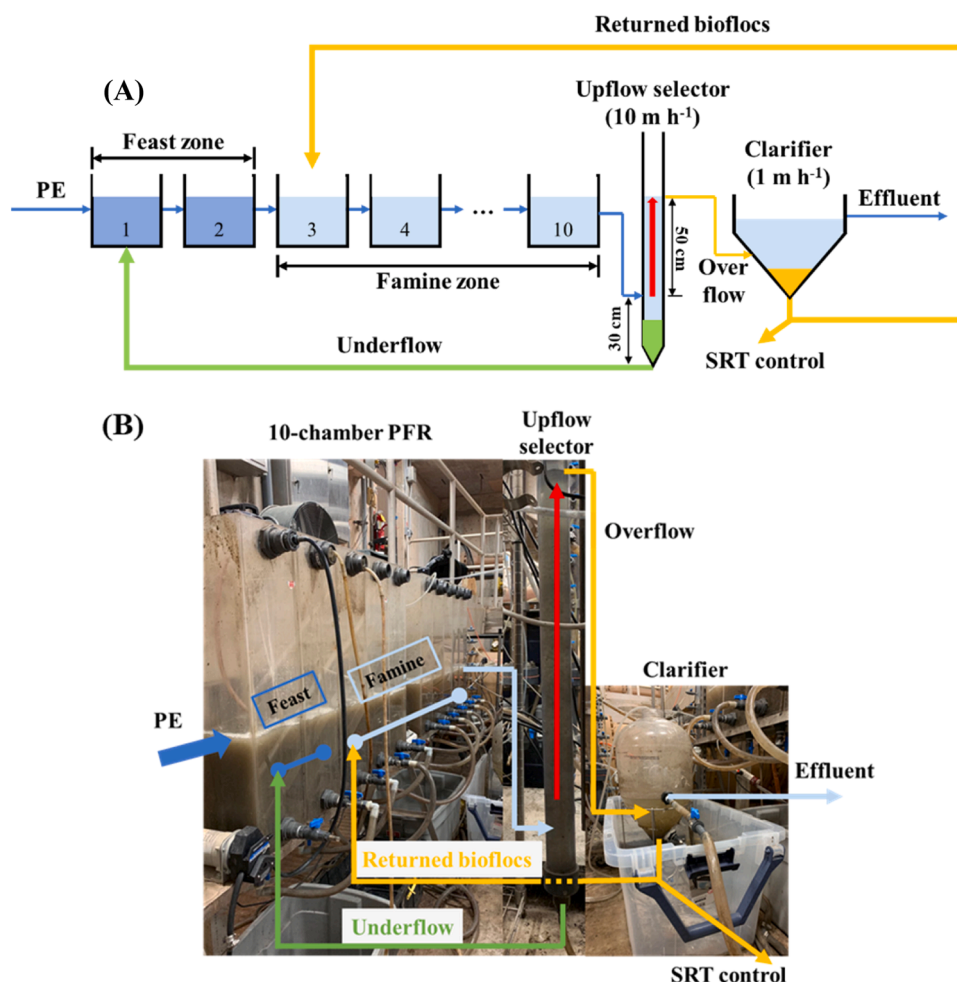 Returned bioflocs
(A)
Upflow selector
(10 m h⁻¹)
Feast zone
Clarifier
(1 m h⁻¹)
PE
Effluent
1
2
3
4
...
10
50 cm
Over
flow
Famine zone
30 cm
Underflow
SRT control
(B)
10-chamber PFR
Upflow
selector
Overflow
Famine
Feast
Clarifier
PE
Effluent
Returned bioflocs
Underflow
SRT control